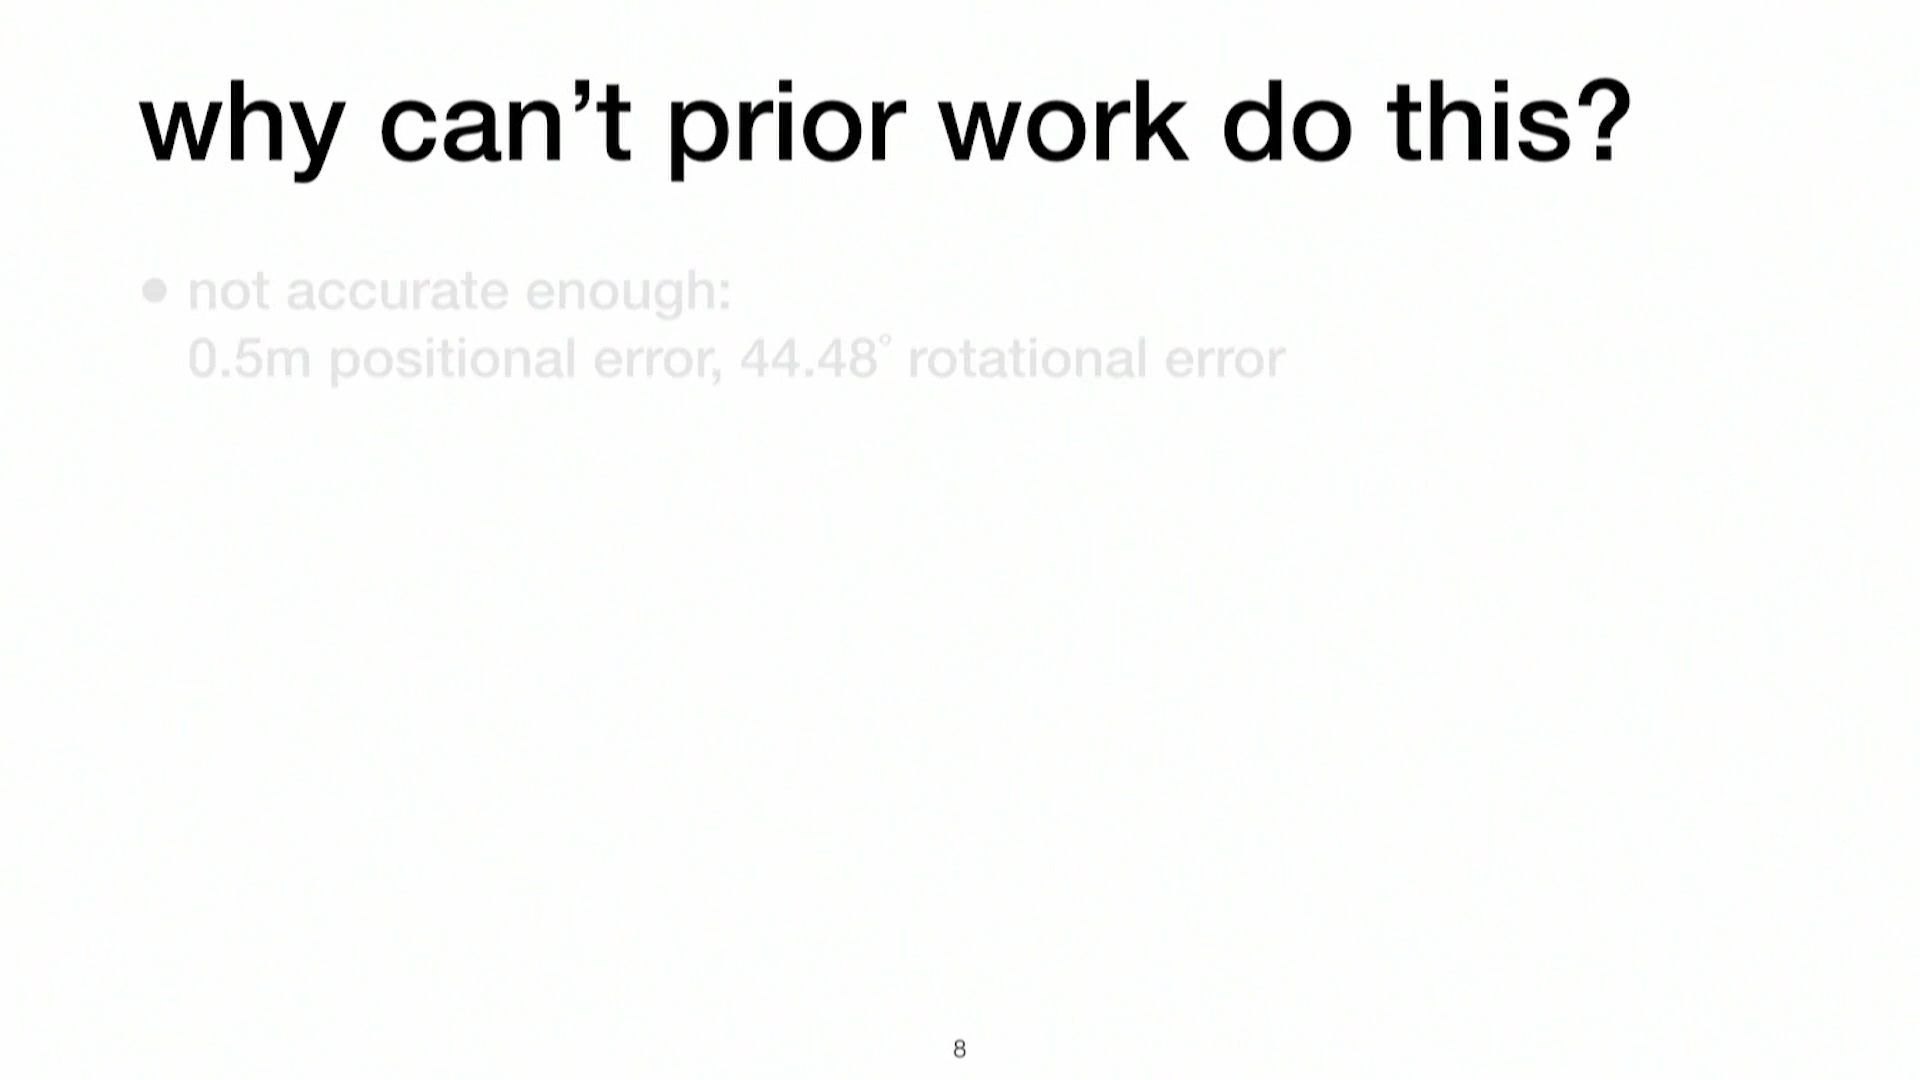 why can’t prior work do this?
• not accurate enough:
0.5m positional error, 44.48° rotational error
8